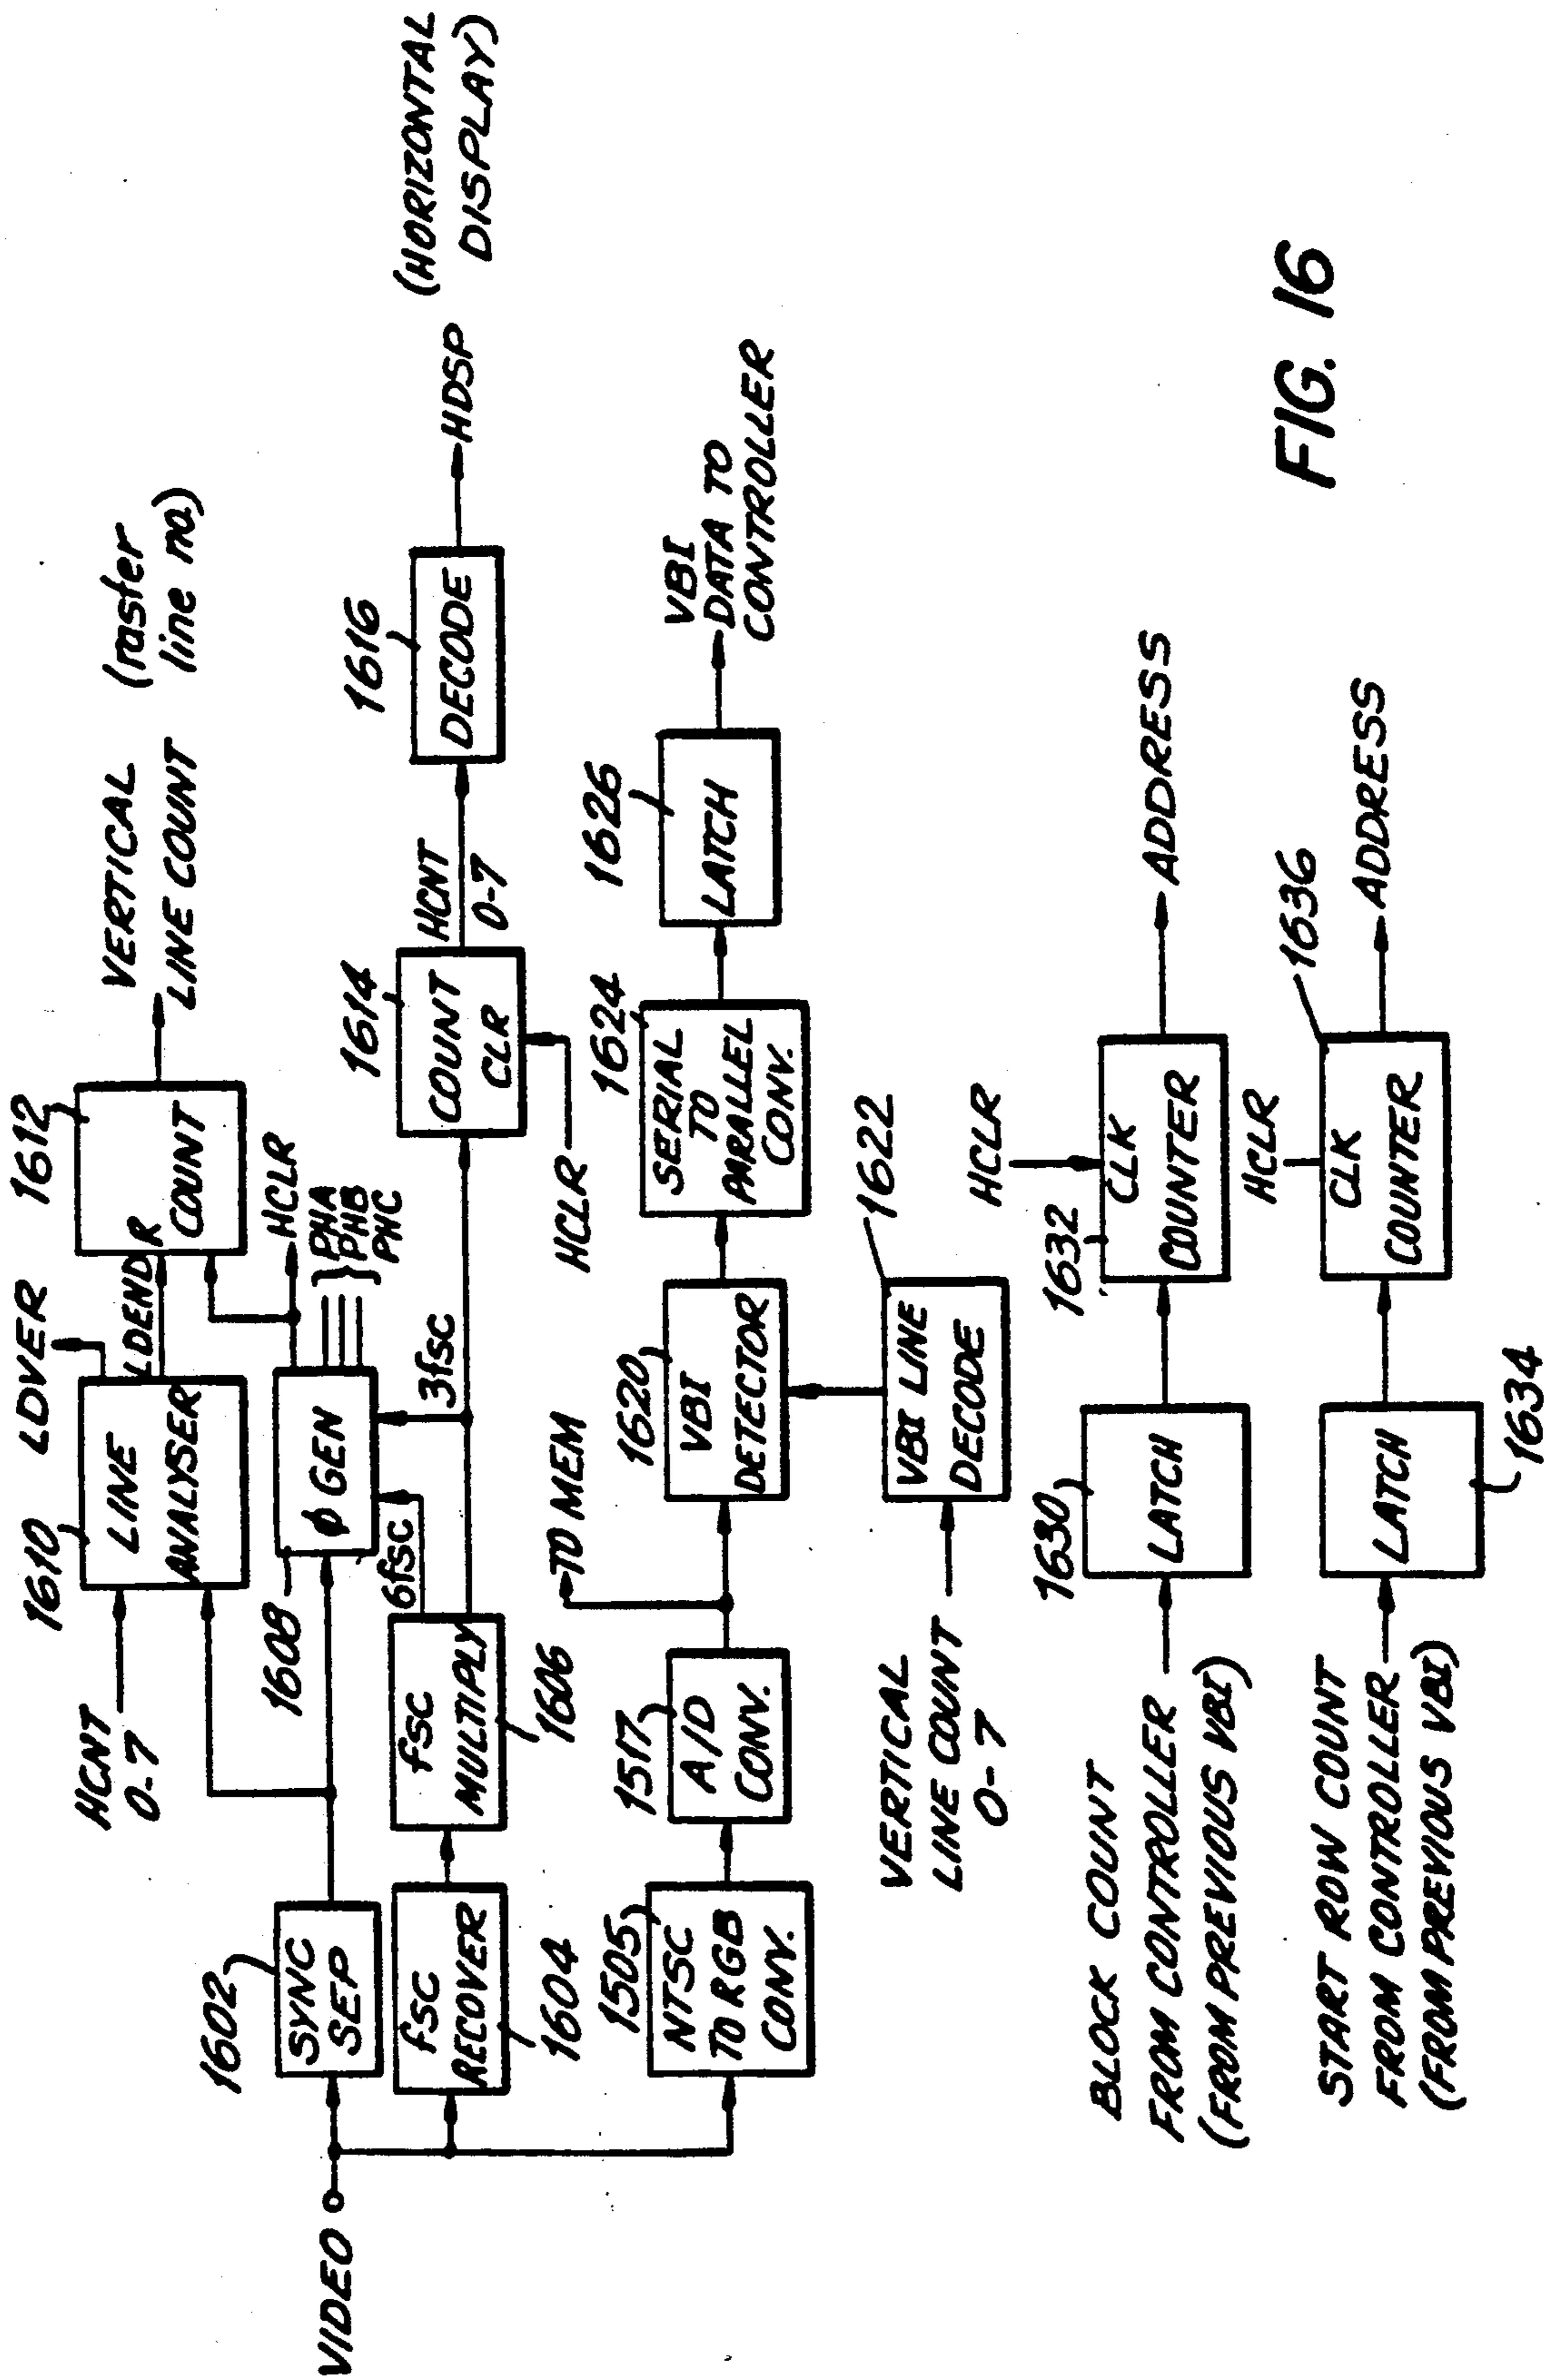 1610
LDVER
1612
VERTICAL
LINE COUNT
(raster
line no.)
HCNT
0-7
LINE
ANALYSER
LDEND
R
COUNT
1602
SYNC
SEP
1608
φ GEN
HCLR
PHA
PHB
PHC
VIDEO
fsc
RECOVER
1604
fsc
MULTIPLY
1606
6fsc
3fsc
1614
COUNT
CLR
HCLR
HCNT
0-7
1616
DECODE
HDSP
(HORIZONTAL
DISPLAY)
1505
NTSC
TO RGB
CONV.
1517
A/D
CONV.
TO MEM
1620
VBI
DETECTOR
1624
SERIAL
TO
PARALLEL
CONV.
1626
LATCH
VBI
DATA TO
CONTROLLER
VERTICAL
LINE COUNT
0-7
VBI LINE
DECODE
1622
BLOCK COUNT
FROM CONTROLLER
(FROM PREVIOUS VBI)
1630
LATCH
1632
HCLR
CLK
COUNTER
ADDRESS
START ROW COUNT
FROM CONTROLLER
(FROM PREVIOUS VBI)
LATCH
1634
HCLR
CLK
COUNTER
1636
ADDRESS
FIG. 16